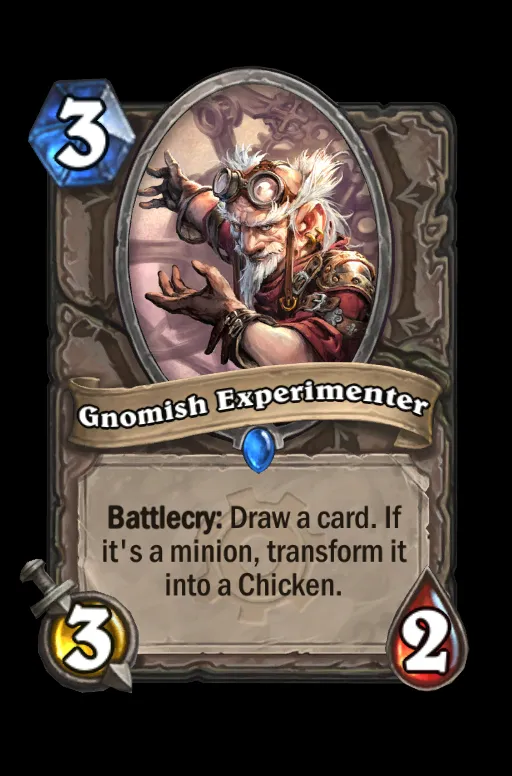 3
Gnomish Experimenter
Battlecry: Draw a card. If
it's a minion, transform it
into a Chicken.
3
2